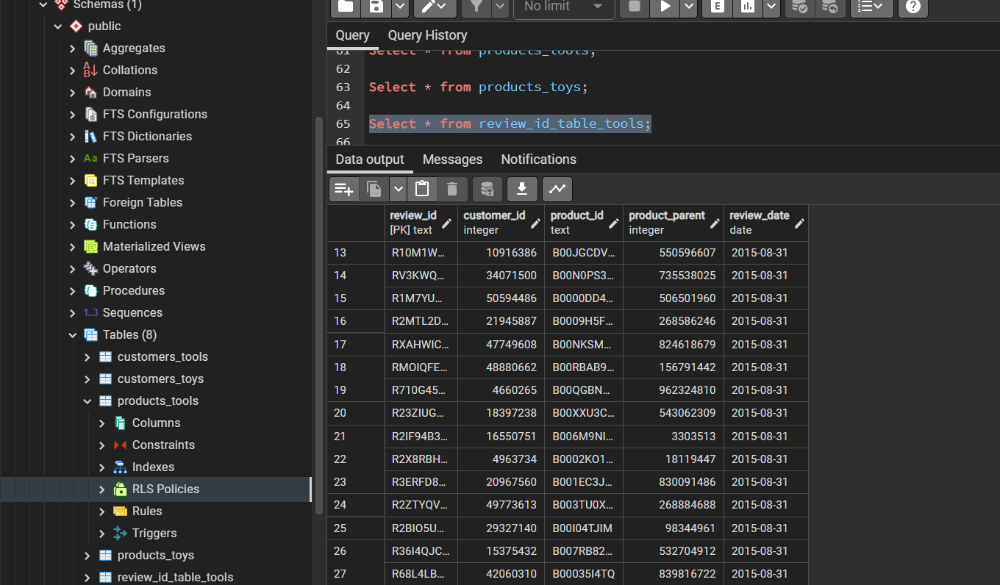 Schemas (1)
public
Aggregates
Collations
Domains
FTS Configurations
FTS Dictionaries
Aa FTS Parsers
FTS Templates
Foreign Tables
Functions
Materialized Views
Operators
Procedures
1..3 Sequences
Tables (8)
customers_tools
customers_toys
products_tools
Columns
Constraints
Indexes
RLS Policies
Rules
Triggers
products_toys
review_id_table_tools
No limit
E
Query Query History
61 Select * from products_tools;
62
63 Select * from products_toys;
64
65 Select * from review_id_table_tools;
66
Data output Messages Notifications
review_id customer_id product_id product_parent review_date
[PK] text integer text integer date
13 R10M1W... 10916386 B00JGCDV... 550596607 2015-08-31
14 RV3KWQ... 34071500 B00N0PS3... 735538025 2015-08-31
15 R1M7YU... 50594486 B0000DD4... 506501960 2015-08-31
16 R2MTL2D... 21945887 B0009H5F... 268586246 2015-08-31
17 RXAHWIC... 47749608 B00NKSM... 824618679 2015-08-31
18 RMOIQFE... 48880662 B00RBAB9... 156791442 2015-08-31
19 R710G45... 4660265 B00QGBN... 962324810 2015-08-31
20 R23ZIUG... 18397238 B00XXU3C... 543062309 2015-08-31
21 R2IF94B3... 16550751 B006M9NI... 3303513 2015-08-31
22 R2X8RBH... 4963734 B0002KO1... 18119447 2015-08-31
23 R3ERFD8... 20967560 B001EC3J... 830091486 2015-08-31
24 R2ZTYQV... 49773613 B003TU0X... 268884688 2015-08-31
25 R2BIO5U... 29327140 B00I04TJIM 98344961 2015-08-31
26 R36I4QJC... 15375432 B007RB82... 532704912 2015-08-31
27 R68L4LB... 42060310 B00035I4TQ 839816722 2015-08-31